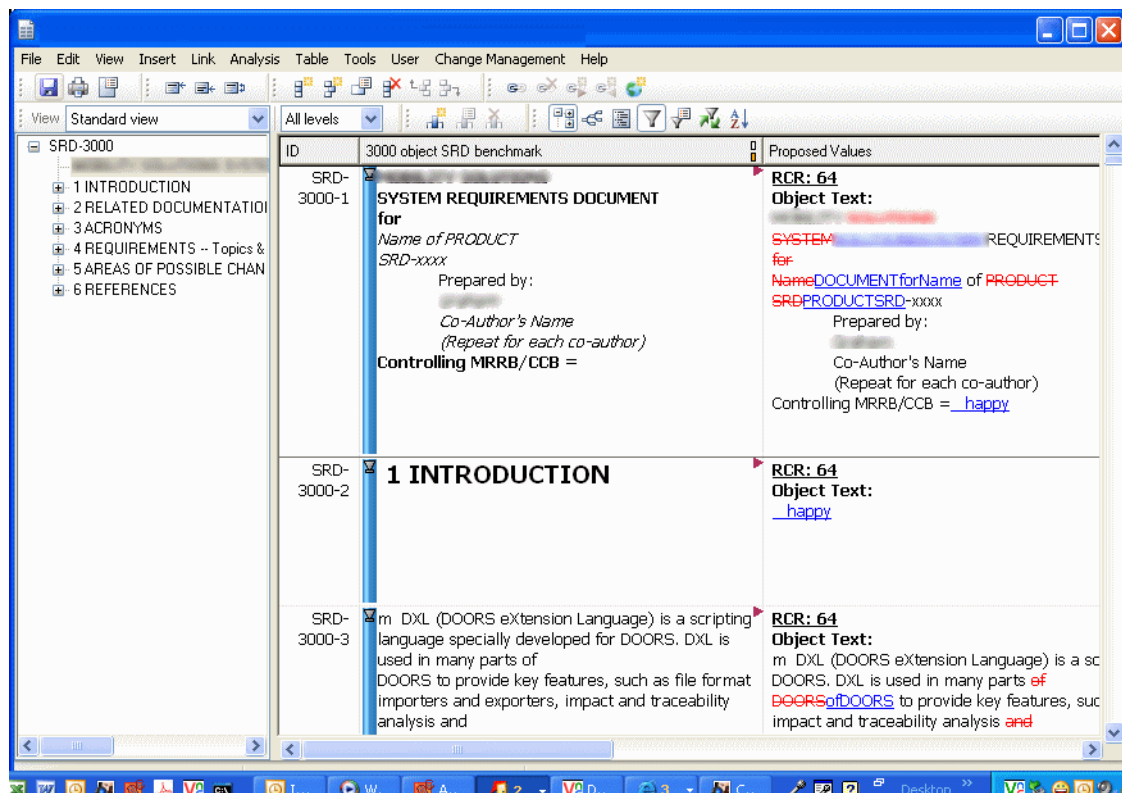 File Edit View Insert Link Analysis Table Tools User Change Management Help
View Standard view All levels
SRD-3000
1 INTRODUCTION
2 RELATED DOCUMENTATIO
3 ACRONYMS
4 REQUIREMENTS -- Topics &
5 AREAS OF POSSIBLE CHAN
6 REFERENCES
ID 3000 object SRD benchmark Proposed Values
SRD-
3000-1
SYSTEM REQUIREMENTS DOCUMENT
for
Name of PRODUCT
SRD-xxxx
Prepared by:
Co-Author's Name
(Repeat for each co-author)
Controlling MRRB/CCB =
RCR: 64
Object Text:
SYSTEM REQUIREMENTS
for
NameDOCUMENTforName of PRODUCT
SRDPRODUCTSRD-xxxx
Prepared by:
Co-Author's Name
(Repeat for each co-author)
Controlling MRRB/CCB = happy
SRD-
3000-2
1 INTRODUCTION
RCR: 64
Object Text:
happy
SRD-
3000-3
m DXL (DOORS eXtension Language) is a scripting
language specially developed for DOORS. DXL is
used in many parts of
DOORS to provide key features, such as file format
importers and exporters, impact and traceability
analysis and
RCR: 64
Object Text:
m DXL (DOORS eXtension Language) is a sc
DOORS. DXL is used in many parts of
DOORSofDOORS to provide key features, suc
impact and traceability analysis and
I... W... A... 2 D... 3 C... Desktop »